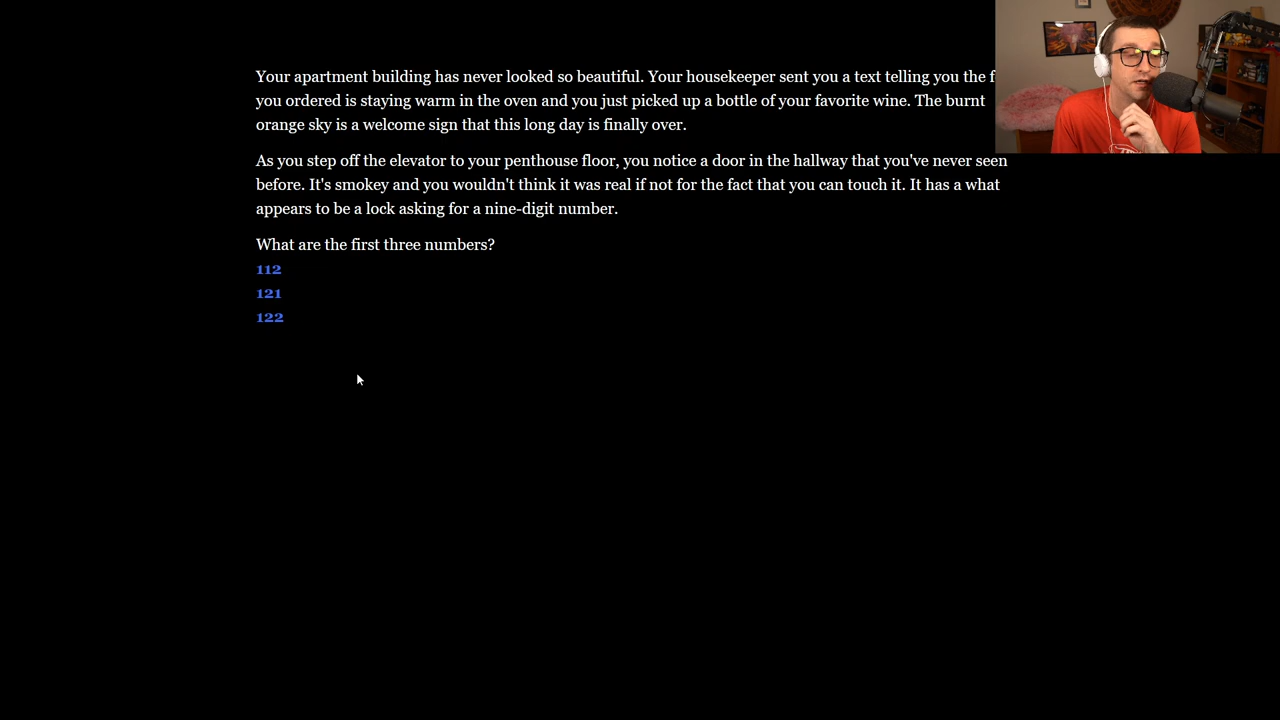 Your apartment building has never looked so beautiful. Your housekeeper sent you a text telling you the
you ordered is staying warm in the oven and you just picked up a bottle of your favorite wine. The burnt
orange sky is a welcome sign that this long day is finally over.
As you step off the elevator to your penthouse floor, you notice a door in the hallway that you've never seen
before. It's smokey and you wouldn't think it was real if not for the fact that you can touch it. It has a what
appears to be a lock asking for a nine-digit number.
What are the first three numbers?
112
121
122